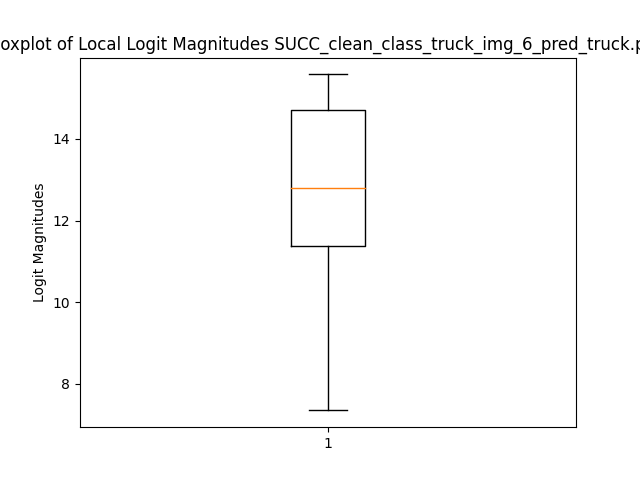 oxplot of Local Logit Magnitudes SUCC_clean_class_truck_img_6_pred_truck.p
Logit Magnitudes
14
12
10
8
1